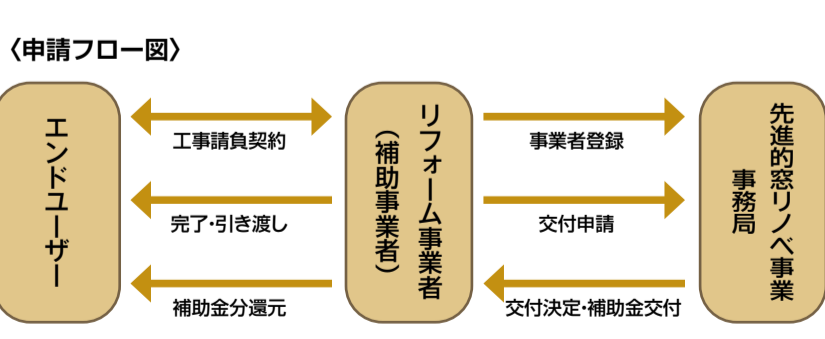 〈申請フロー図〉
エンドユーザー
工事請負契約
完了・引き渡し
補助金分還元
リフォーム事業者
(補助事業者)
事業者登録
交付申請
交付決定・補助金交付
先進的窓リノベ事業
事務局